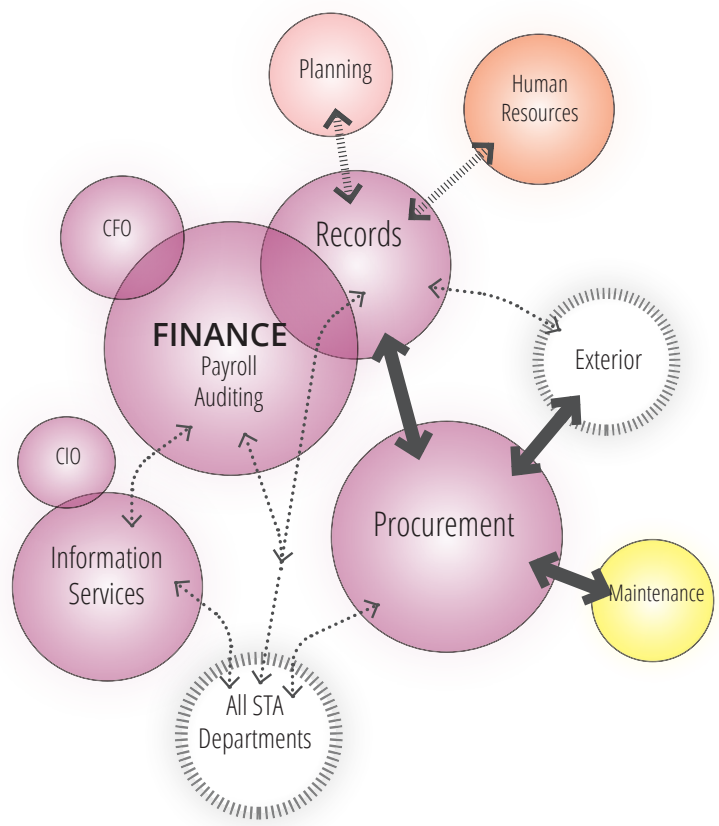 Planning
Human
Resources
CFO
Records
FINANCE
Payroll
Auditing
Exterior
CIO
Procurement
Information
Services
Maintenance
All STA
Departments